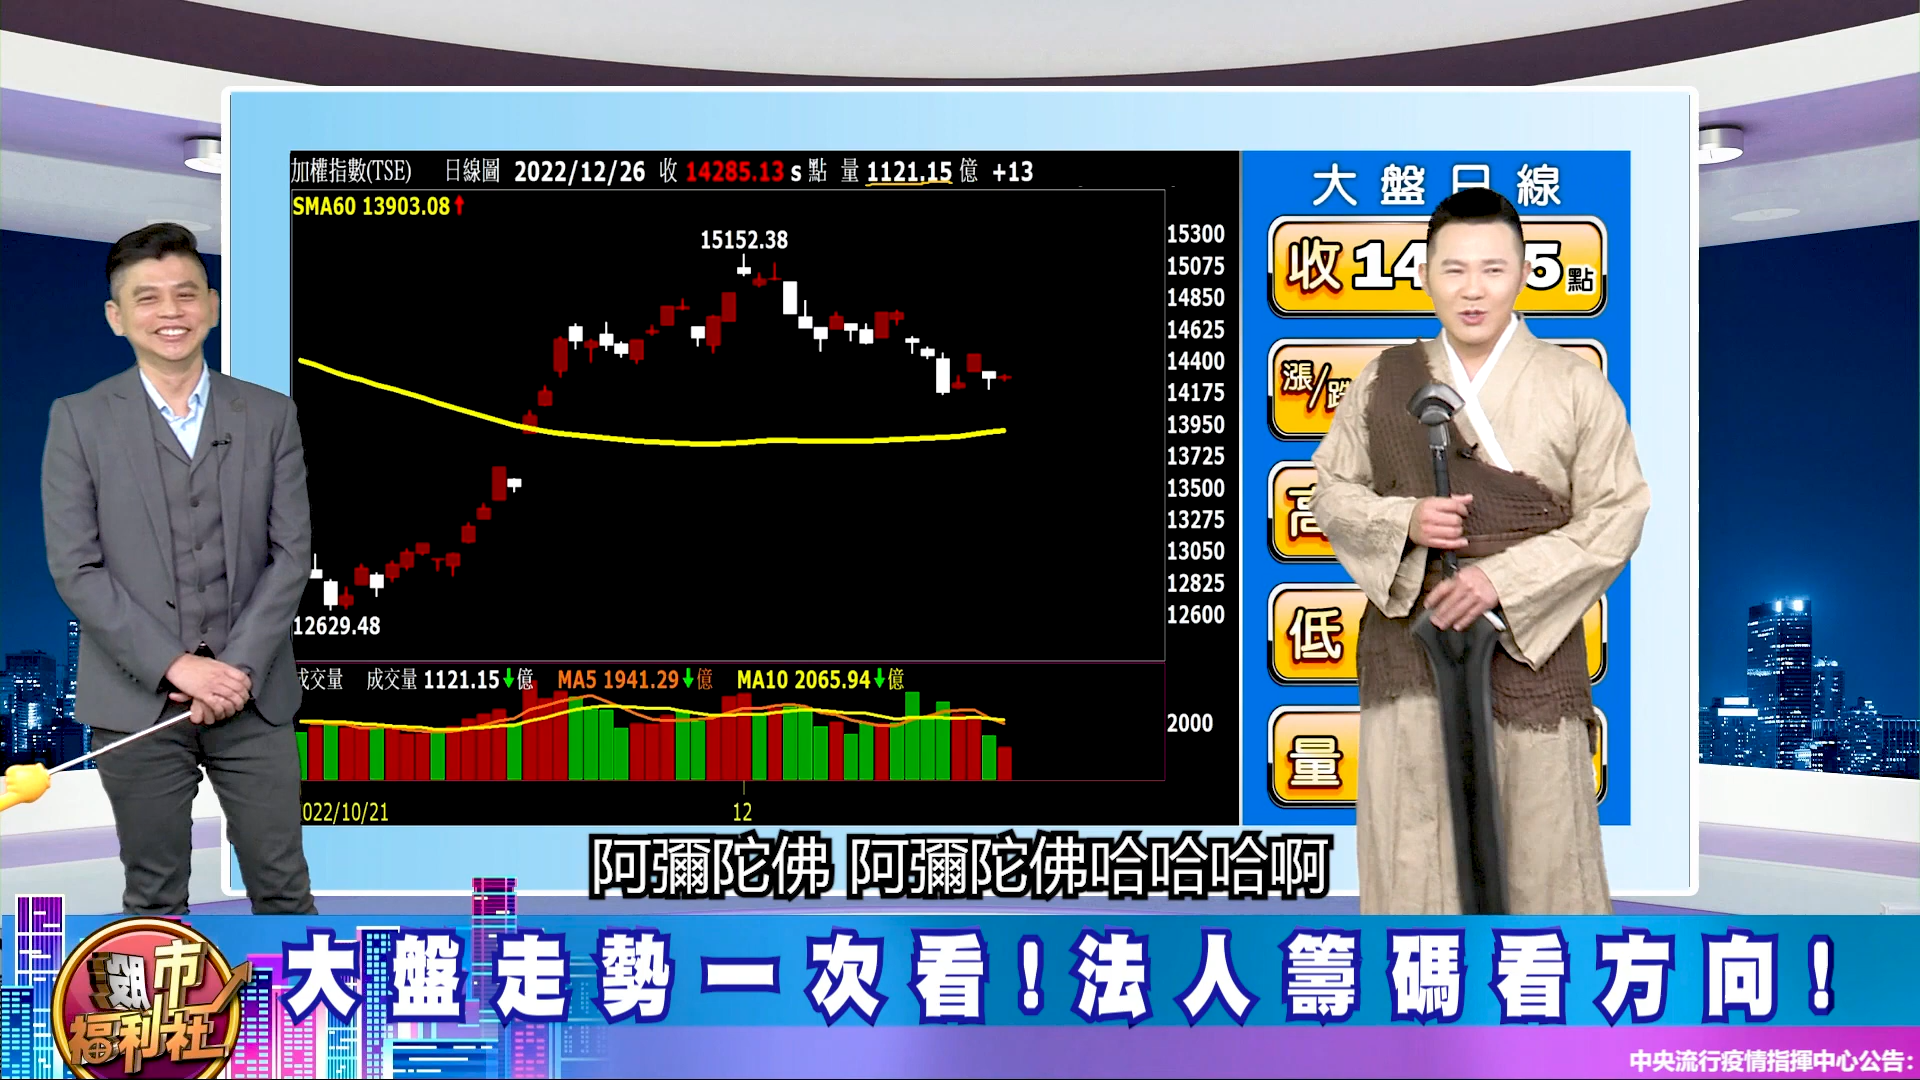 加權指數(TSE) 日線圖 2022/12/26 收 14285.13 s 點 量 1121.15 億 +13
SMA60 13903.08↑
15152.38
12629.48
15300
15075
14850
14625
14400
14175
13950
13725
13500
13275
13050
12825
12600
成交量 成交量 1121.15↓億 MA5 1941.29↓億 MA10 2065.94↓億
2000
2022/10/21
12
大盤日線
收 14 5 點
漲/跌
高
低
量
阿彌陀佛 阿彌陀佛哈哈哈啊
大盤走勢一次看!法人籌碼看方向!
股市
福利社
中央流行疫情指揮中心公告: